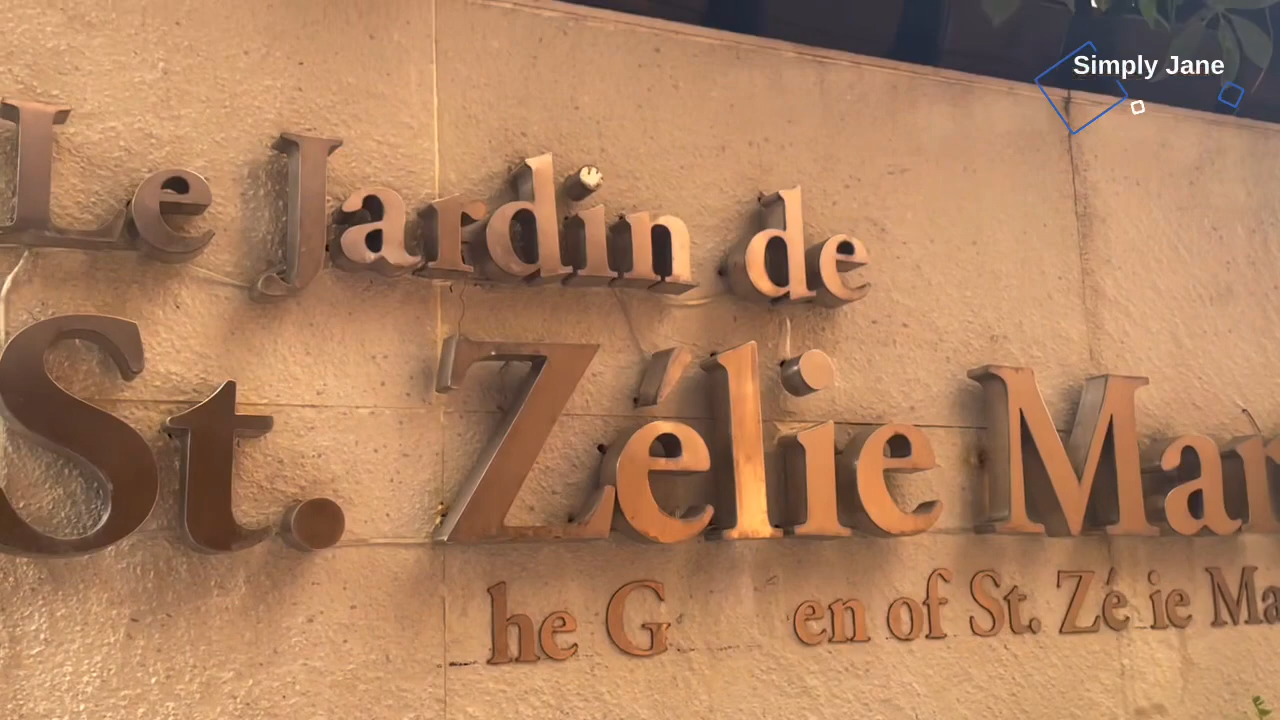 Simply Jane
Le Jardin de
St. Zélie Mar
he G en of St. Zé ie Ma